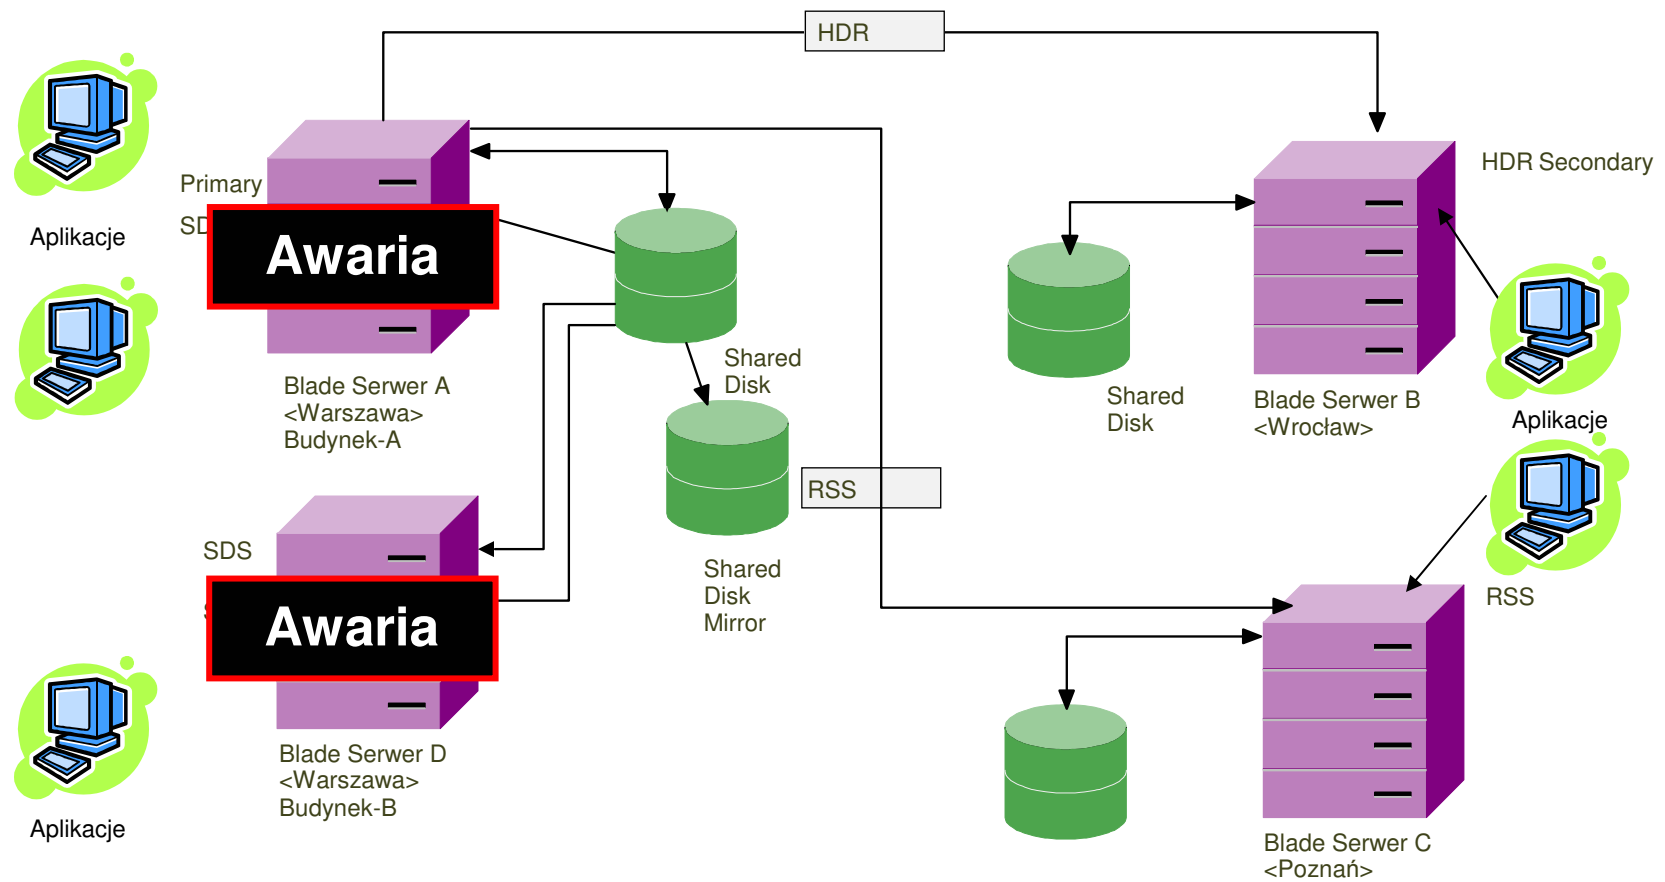 HDR
HDR Secondary
Primary
Aplikacje
Awaria
Shared
Disk
Blade Serwer A
<Warszawa>
Budynek-A
Shared
Disk
Blade Serwer B
<Wrocław>
Aplikacje
RSS
SDS
Shared
Disk
Mirror
RSS
Awaria
Blade Serwer D
<Warszawa>
Budynek-B
Aplikacje
Blade Serwer C
<Poznań>